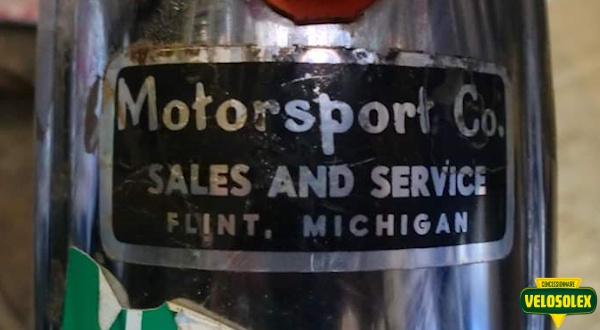 Motorsport Co.
SALES AND SERVICE
FLINT, MICHIGAN
CONCESSIONNAIRE
VELOSOLEX